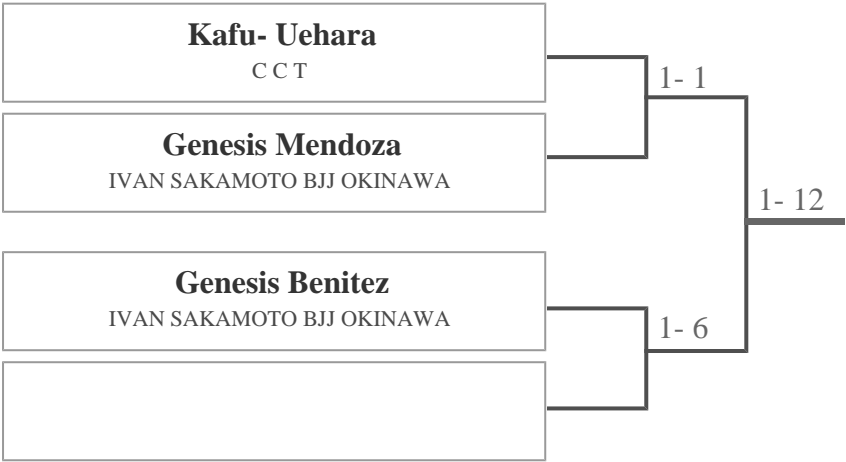 Kafu- Uehara
C C T
1- 1
Genesis Mendoza
IVAN SAKAMOTO BJJ OKINAWA
1- 12
Genesis Benitez
IVAN SAKAMOTO BJJ OKINAWA
1- 6